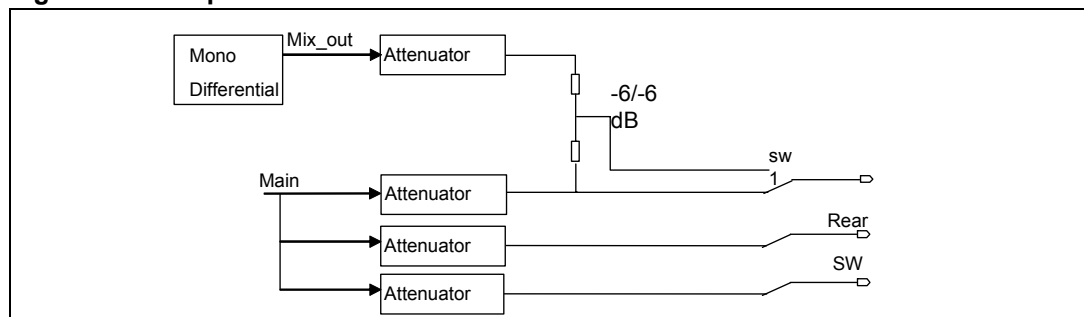 Mono
Differential
Mix_out
Attenuator
-6/-6
dB
sw
1
Main
Attenuator
Rear
Attenuator
SW
Attenuator